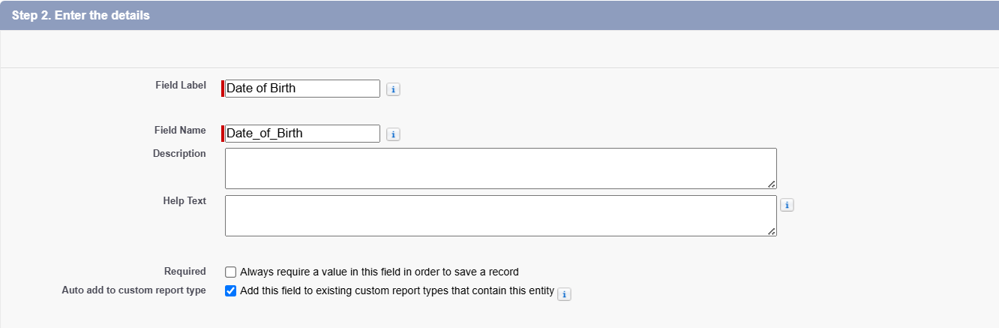 Step 2. Enter the details
Field Label Date of Birth i
Field Name Date_of_Birth i
Description
Help Text i
Required Always require a value in this field in order to save a record
Auto add to custom report type Add this field to existing custom report types that contain this entity i